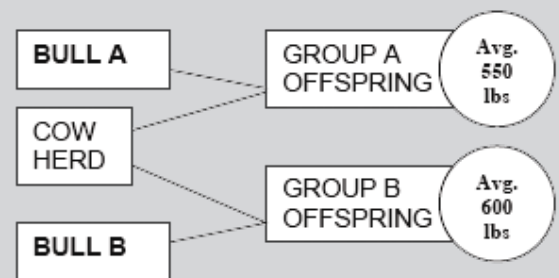 BULL A
GROUP A
OFFSPRING
Avg.
550
lbs
COW
HERD
GROUP B
OFFSPRING
Avg.
600
lbs
BULL B